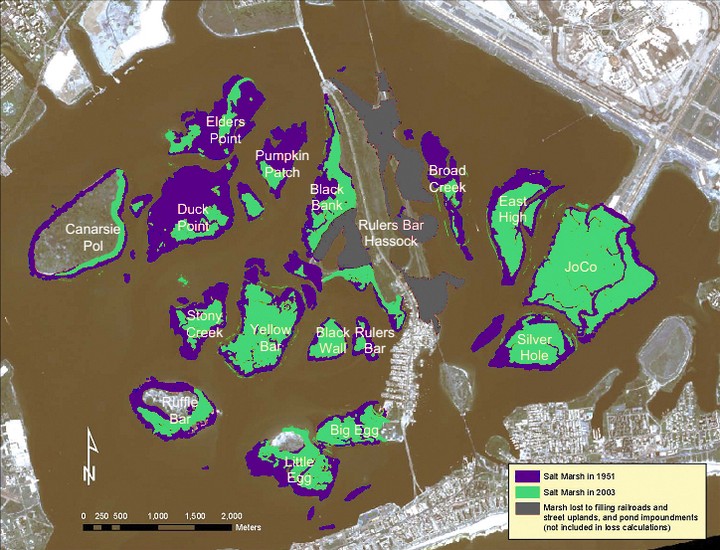 Elders
Point
Pumpkin
Patch
Broad
Creek
Black
Bank
East
High
Duck
Point
Canarsie
Pol
Rulers Bar
Hassock
JoCo
Stony
Creek
Yellow
Bar
Black
Wall
Rulers
Bar
Silver
Hole
Ruffle
Bar
Big Egg
Little
Egg
N
0 250 500 1,000 1,500 2,000
Meters
Salt Marsh in 1951
Salt Marsh in 2003
Marsh lost to filling railroads and
street uplands, and pond impoundments
(not included in loss calculations)